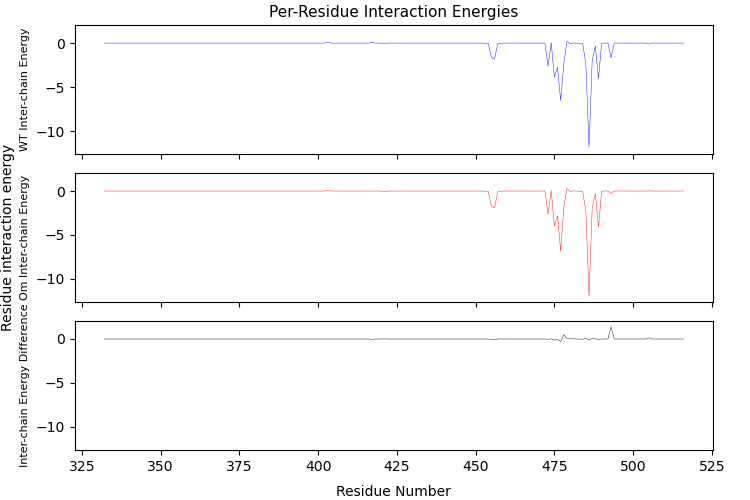 Per-Residue Interaction Energies
Residue interaction energy
WT Inter-chain Energy
0
−5
−10
Om Inter-chain Energy
0
−5
−10
Inter-chain Energy Difference
0
−5
−10
325 350 375 400 425 450 475 500 525
Residue Number